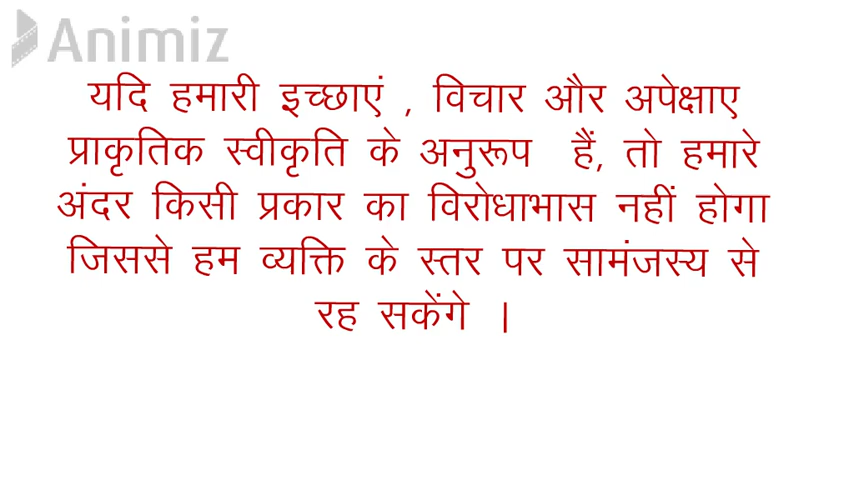 Animiz
यदि हमारी इच्छाएं , विचार और अपेक्षाए
प्राकृतिक स्वीकृति के अनुरूप हैं, तो हमारे
अंदर किसी प्रकार का विरोधाभास नहीं होगा
जिससे हम व्यक्ति के स्तर पर सामंजस्य से
रह सकेंगे ।